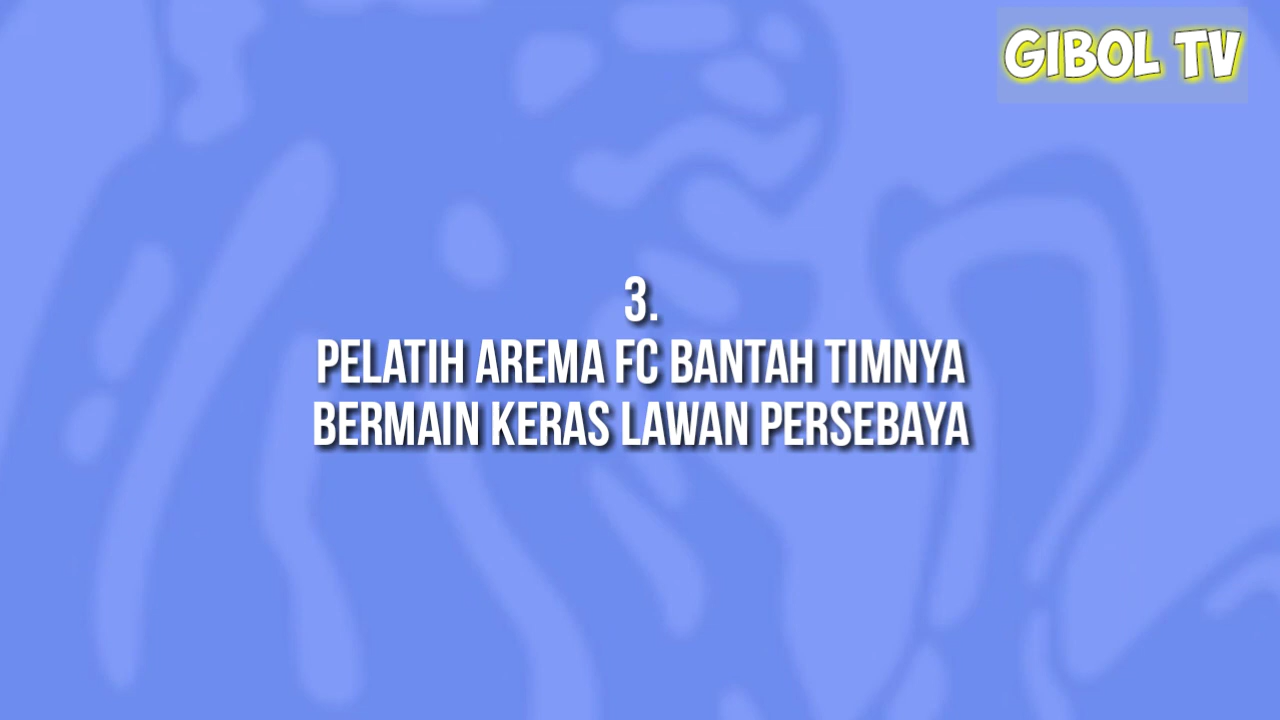 GIBOL TV
3.
PELATIH AREMA FC BANTAH TIMNYA
BERMAIN KERAS LAWAN PERSEBAYA